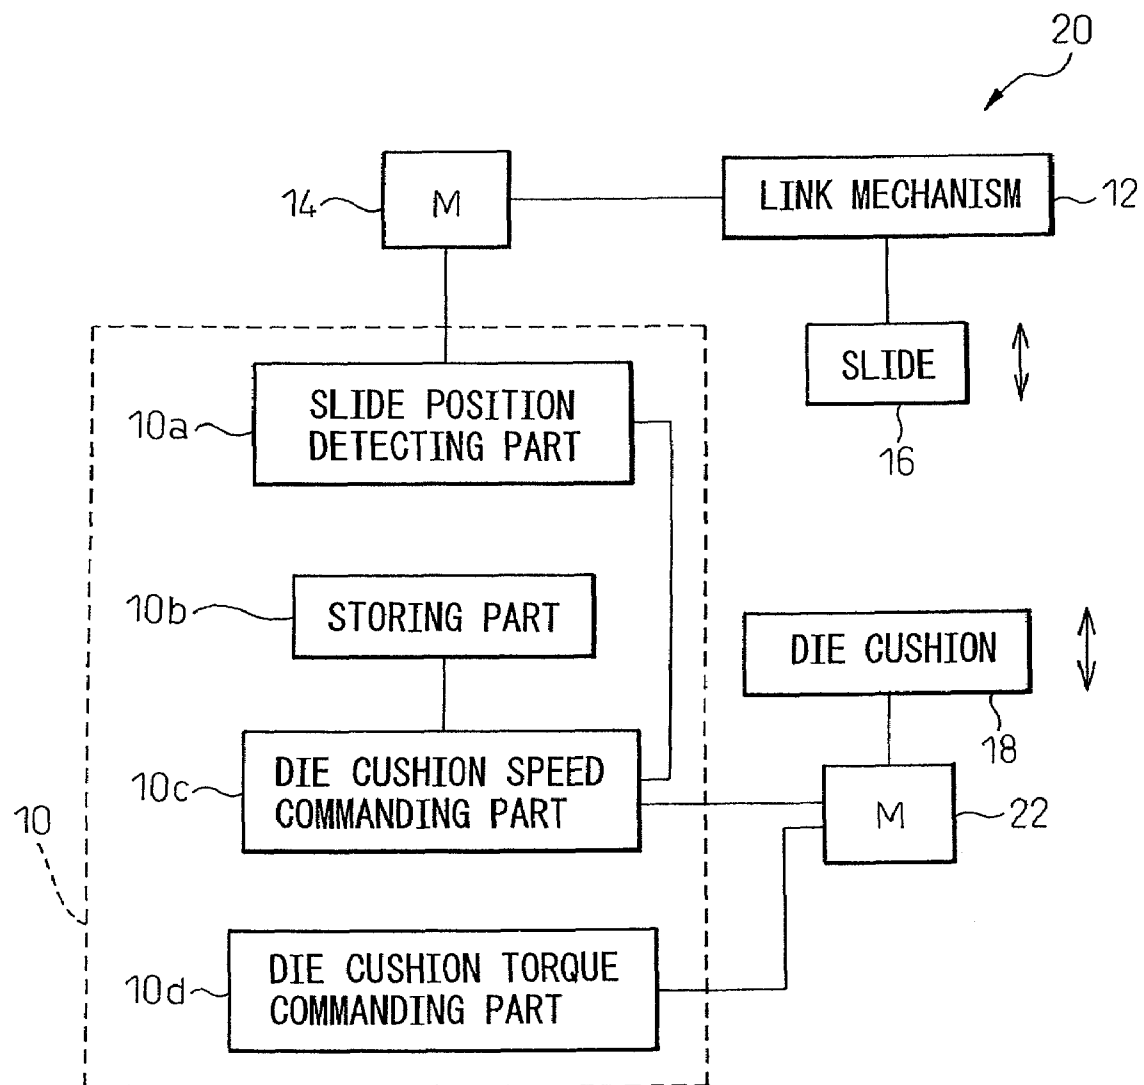 20
14
M
LINK MECHANISM
12
SLIDE
16
10a
SLIDE POSITION
DETECTING PART
10b
STORING PART
DIE CUSHION
18
10c
DIE CUSHION SPEED
COMMANDING PART
M
22
10
10d
DIE CUSHION TORQUE
COMMANDING PART